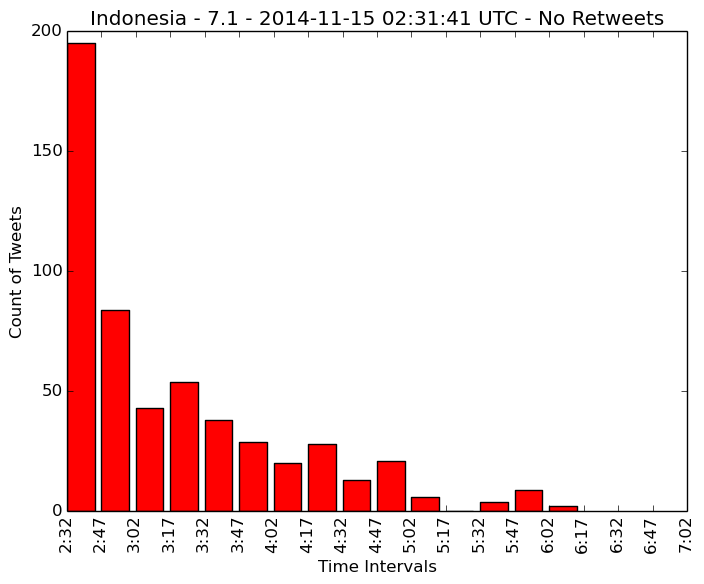 Indonesia - 7.1 - 2014-11-15 02:31:41 UTC - No Retweets
200
150
100
50
0
Count of Tweets
2:32 2:47 3:02 3:17 3:32 3:47 4:02 4:17 4:32 4:47 5:02 5:17 5:32 5:47 6:02 6:17 6:32 6:47 7:02
Time Intervals